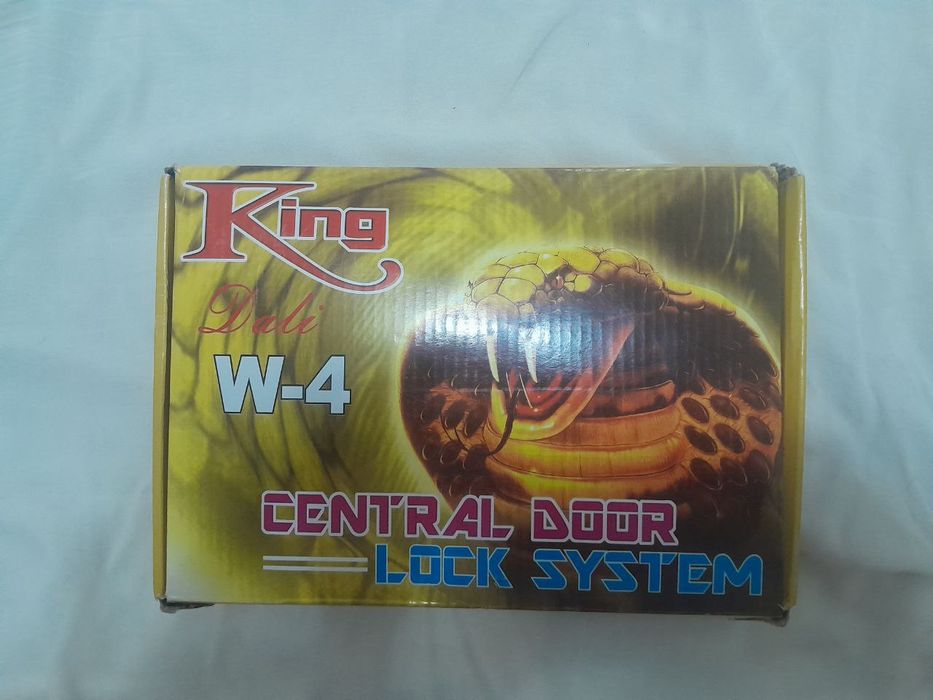 King
Dali
W-4
CENTRAL DOOR
LOCK SYSTEM